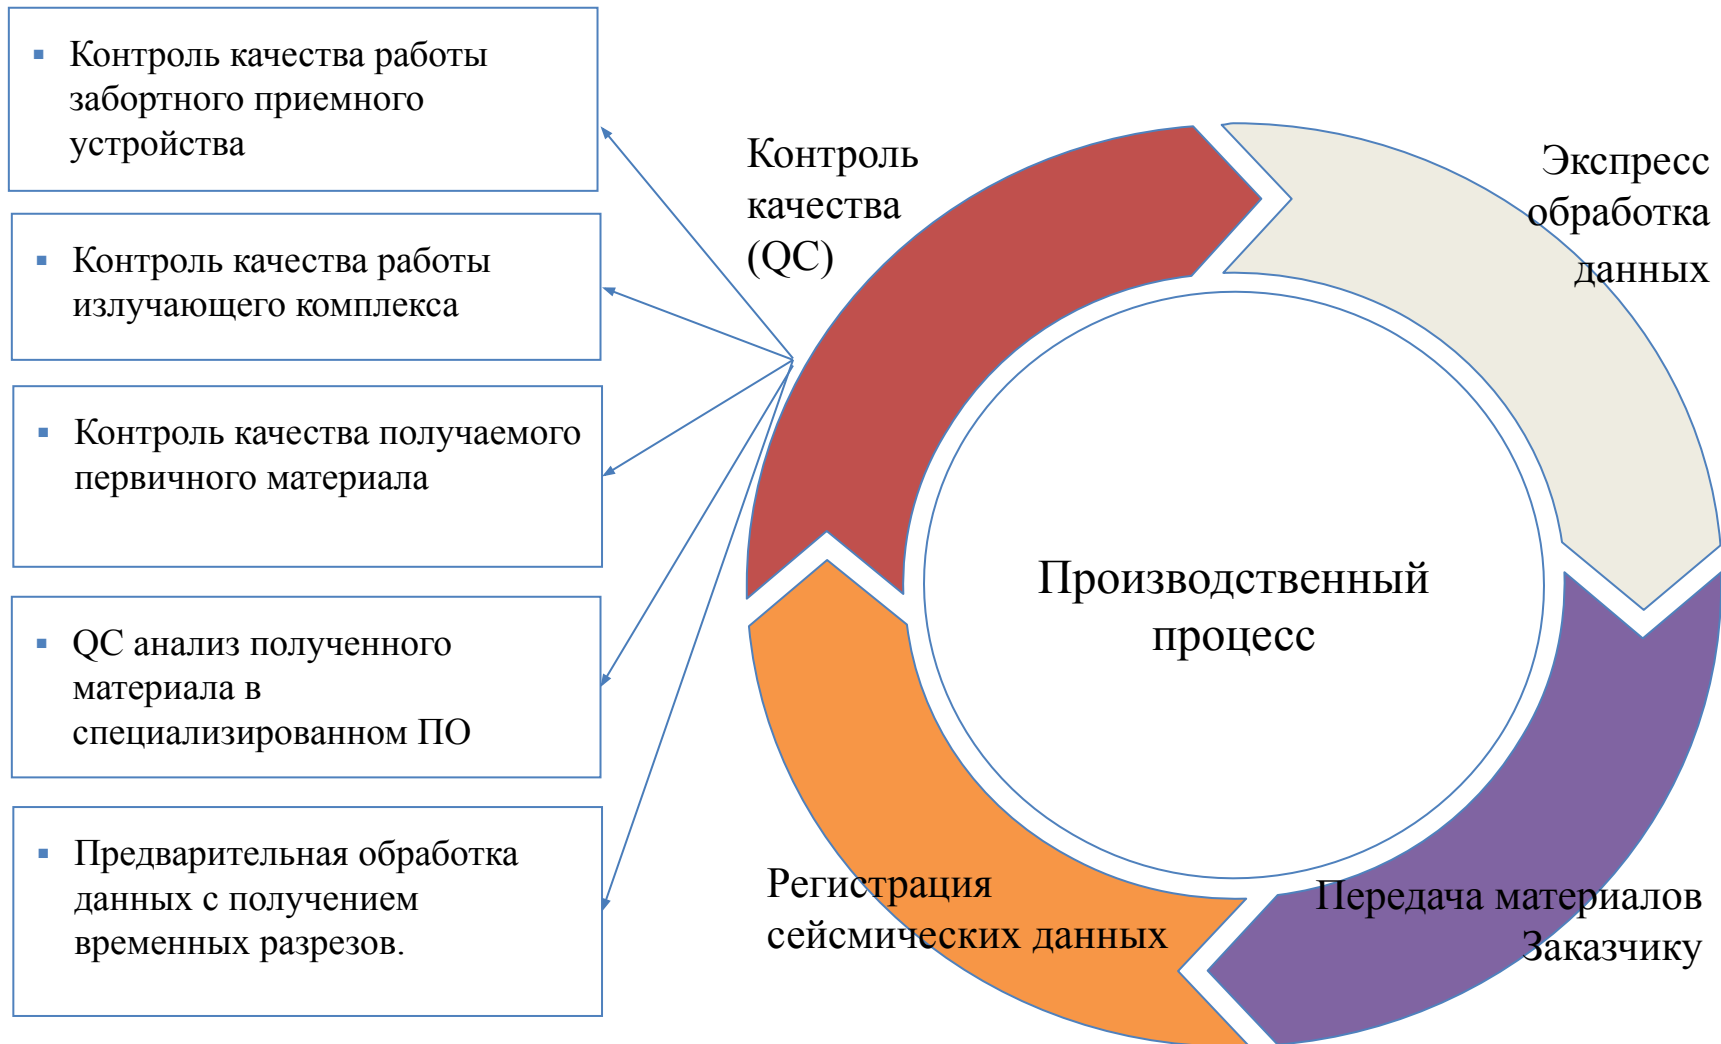 Контроль качества работы
забортного приемного
устройства
Контроль качества работы
излучающего комплекса
Контроль качества получаемого
первичного материала
QC анализ полученного
материала в
специализированном ПО
Предварительная обработка
данных с получением
временных разрезов.
Контроль
качества
(QC)
Экспресс
обработка
данных
Производственный
процесс
Регистрация
сейсмических данных
Передача материалов
Заказчику